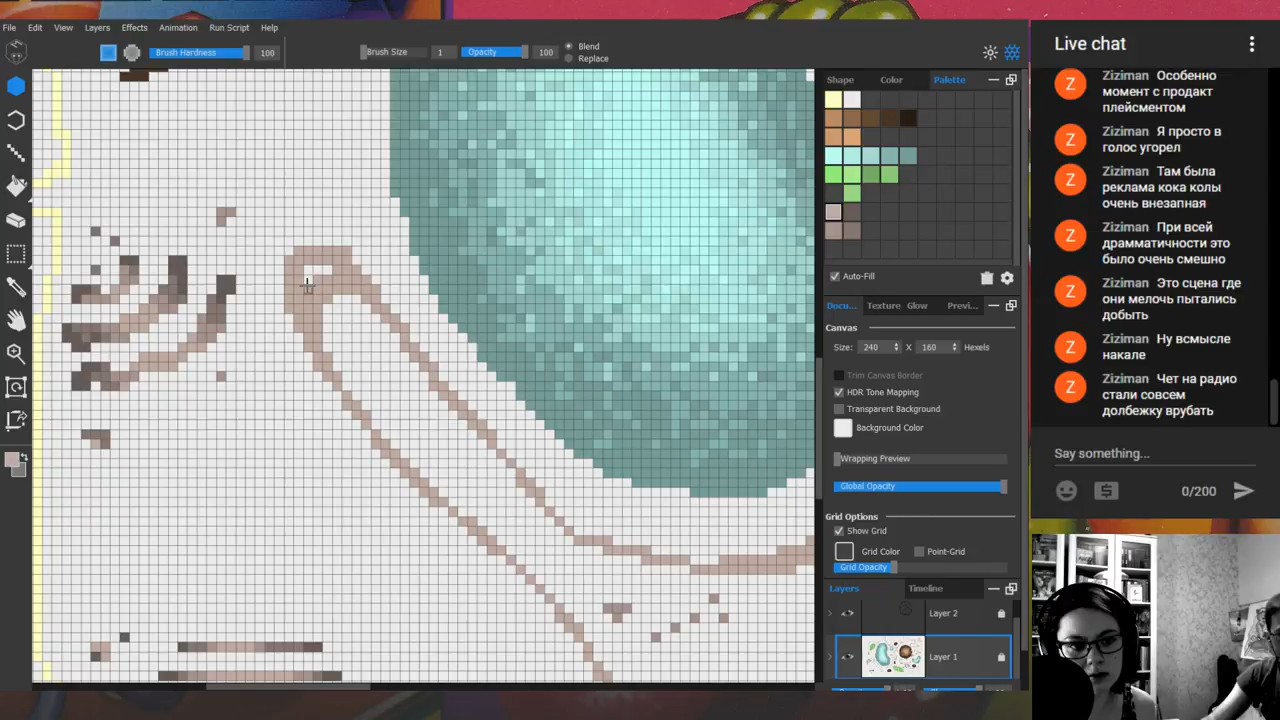 File Edit View Layers Effects Animation Run Script Help
Brush Hardness 100 Brush Size 1 Opacity 100 Blend
Replace
Shape Color Palette
Auto-Fill
Docu... Texture Glow Previ...
Canvas
Size: 240 X 160 Hexels
Trim Canvas Border
HDR Tone Mapping
Transparent Background
Background Color
Wrapping Preview
Global Opacity
Grid Options
Show Grid
Grid Color Point-Grid
Grid Opacity
Layers Timeline
Layer 2
Layer 1
Live chat
Z Ziziman Особенно
момент с продакт
плейсментом
Z Ziziman Я просто в
голос угорел
Z Ziziman Там была
реклама кока колы
очень внезапная
Z Ziziman При всей
драмматичности это
было очень смешно
Z Ziziman Это сцена где
они мелочь пытались
добыть
Z Ziziman Ну всмысле
накале
Z Ziziman Чет на радио
стали совсем
долбежку врубать
Say something...
0/200